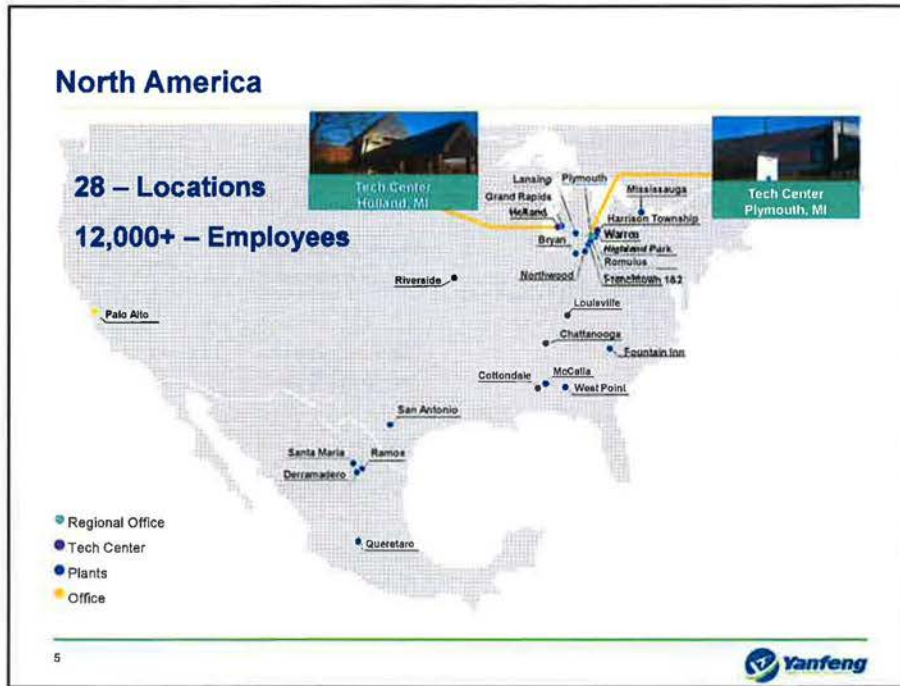 North America
28 – Locations
12,000+ – Employees
Tech Center
Holland, MI
Tech Center
Plymouth, MI
Lansing
Plymouth
Grand Rapids
Mississauga
Holland
Harrison Township
Bryan
Warren
Highland Park
Romulus
Northwood
Frenchtown 1&2
Riverside
Palo Alto
Louisville
Chattanooga
Fountain Inn
Cottondale
McCalla
West Point
San Antonio
Santa Maria
Ramos
Derramadero
Queretaro
Regional Office
Tech Center
Plants
Office
5
Yanfeng